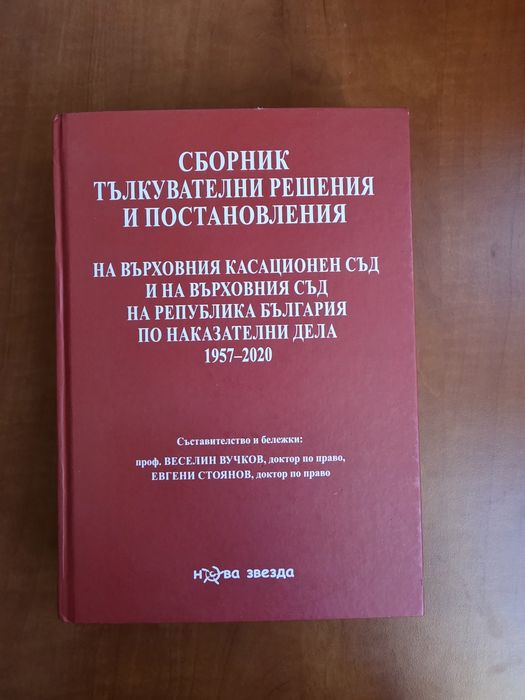 СБОРНИК
ТЪЛКУВАТЕЛНИ РЕШЕНИЯ
И ПОСТАНОВЛЕНИЯ
НА ВЪРХОВНИЯ КАСАЦИОНЕН СЪД
И НА ВЪРХОВНИЯ СЪД
НА РЕПУБЛИКА БЪЛГАРИЯ
ПО НАКАЗАТЕЛНИ ДЕЛА
1957–2020
Съставителство и бележки:
проф. ВЕСЕЛИН ВУЧКОВ, доктор по право,
ЕВГЕНИ СТОЯНОВ, доктор по право
нова звезда